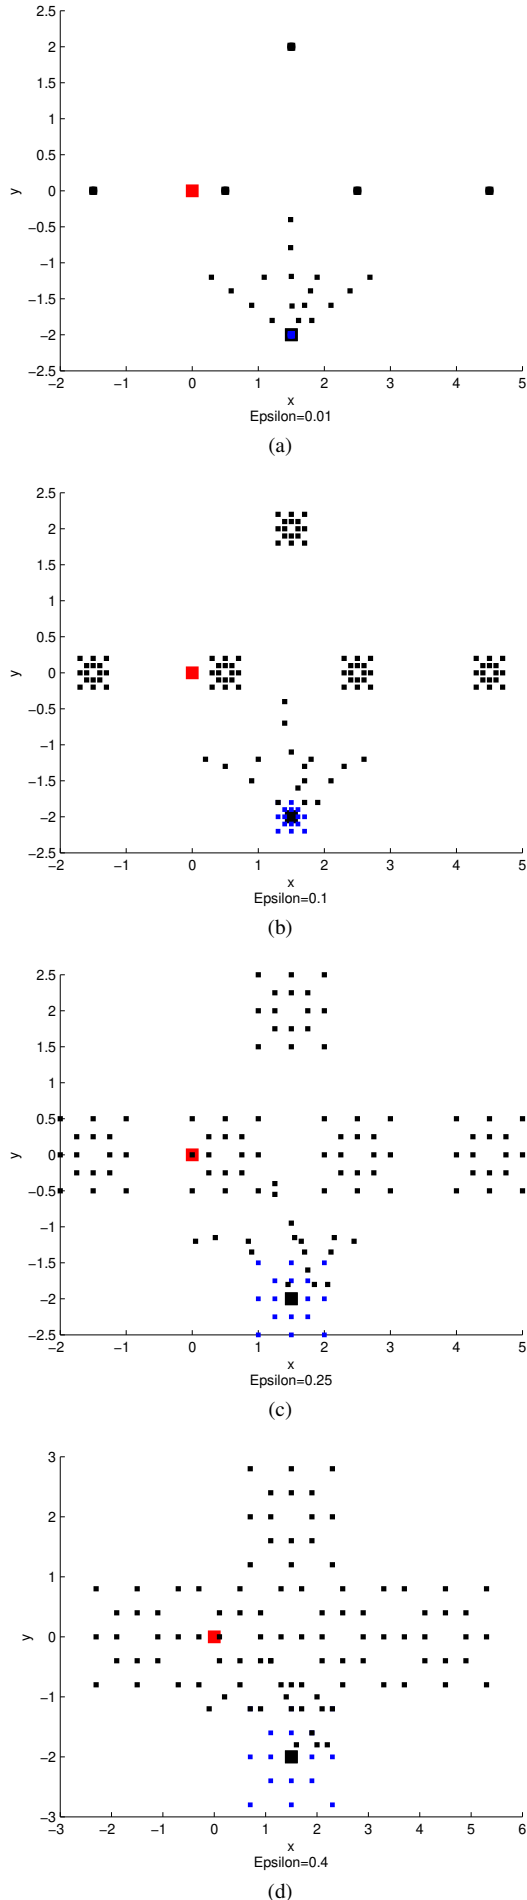 2.5
2
1.5
1
0.5
y
0
−0.5
−1
−1.5
−2
−2.5
−2 −1 0 1 2 3 4 5
x
Epsilon=0.01
(a)
2.5
2
1.5
1
0.5
y
0
−0.5
−1
−1.5
−2
−2.5
−2 −1 0 1 2 3 4 5
x
Epsilon=0.1
(b)
2.5
2
1.5
1
0.5
y
0
−0.5
−1
−1.5
−2
−2.5
−2 −1 0 1 2 3 4 5
x
Epsilon=0.25
(c)
3
2
1
y
0
−1
−2
−3
−3 −2 −1 0 1 2 3 4 5 6
x
Epsilon=0.4
(d)